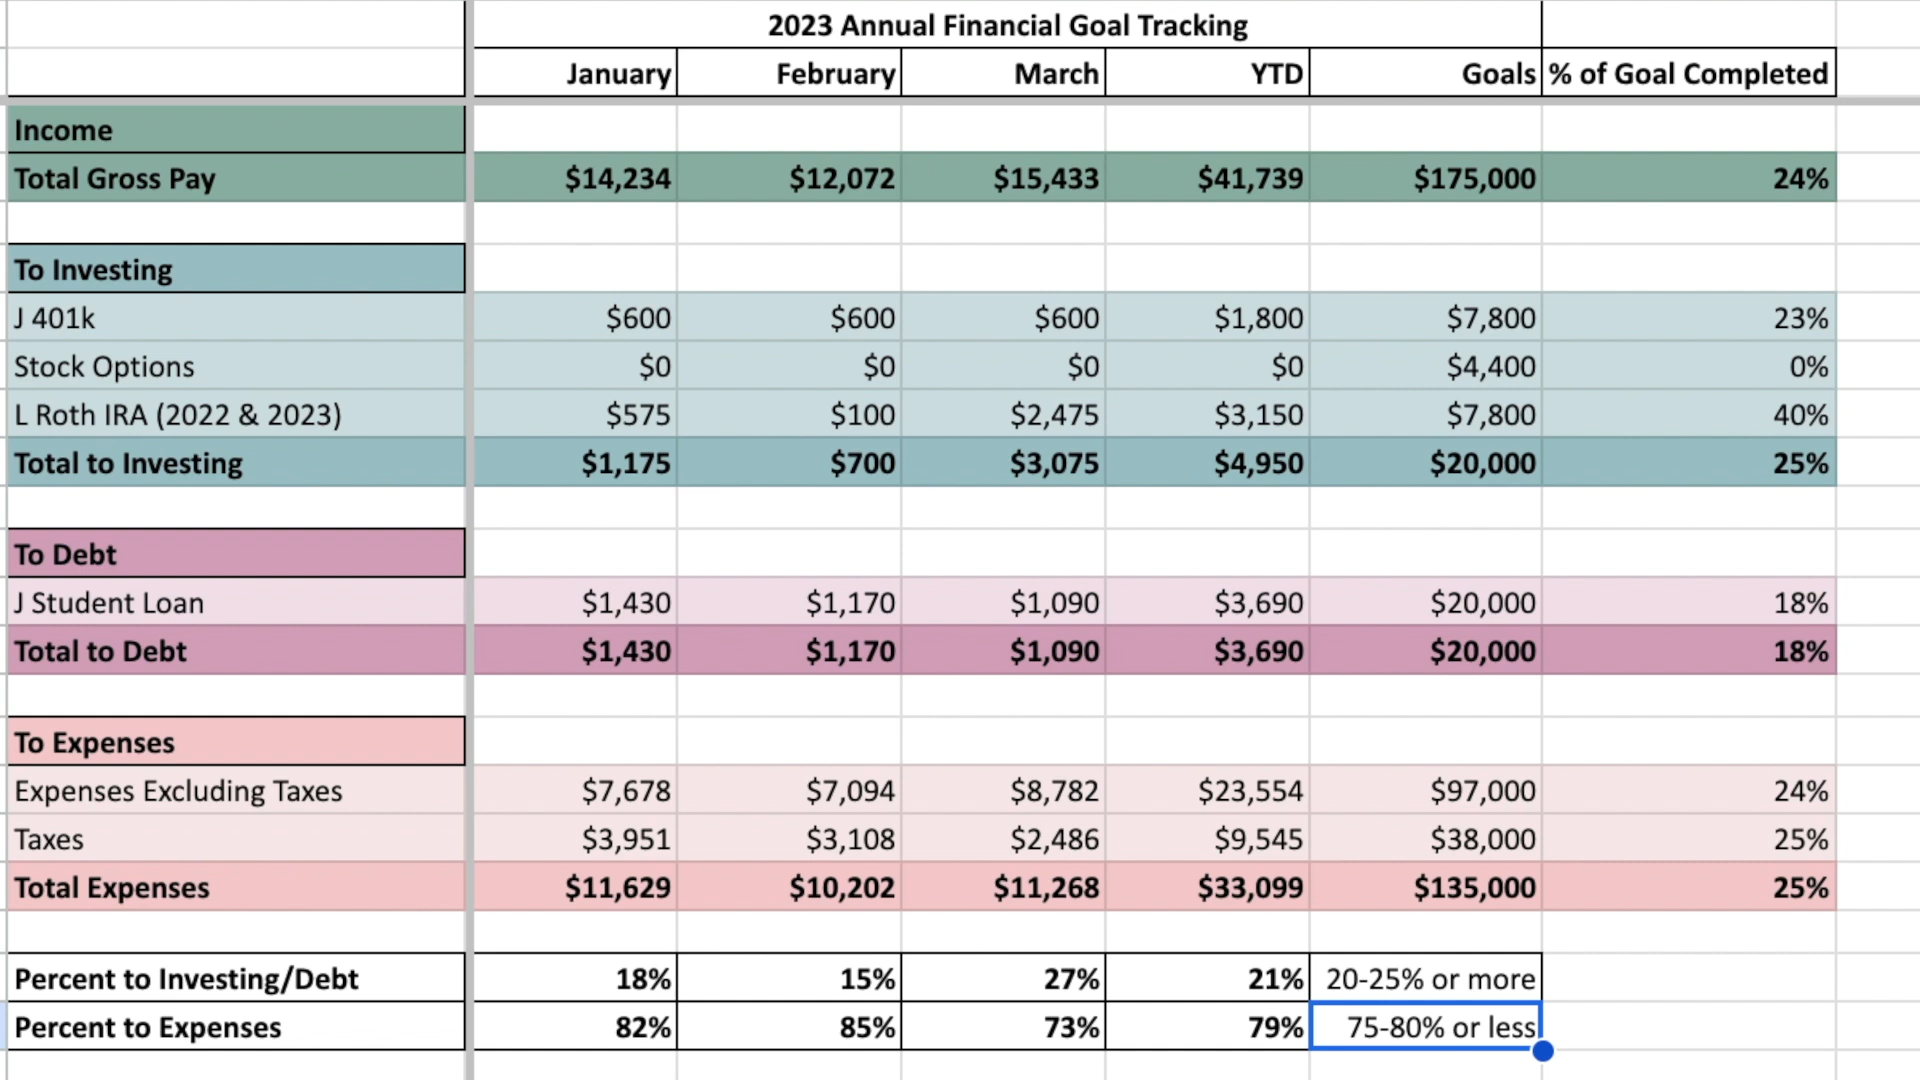 2023 Annual Financial Goal Tracking
January February March YTD Goals % of Goal Completed
Income
Total Gross Pay $14,234 $12,072 $15,433 $41,739 $175,000 24%
To Investing
J 401k $600 $600 $600 $1,800 $7,800 23%
Stock Options $0 $0 $0 $0 $4,400 0%
L Roth IRA (2022 & 2023) $575 $100 $2,475 $3,150 $7,800 40%
Total to Investing $1,175 $700 $3,075 $4,950 $20,000 25%
To Debt
J Student Loan $1,430 $1,170 $1,090 $3,690 $20,000 18%
Total to Debt $1,430 $1,170 $1,090 $3,690 $20,000 18%
To Expenses
Expenses Excluding Taxes $7,678 $7,094 $8,782 $23,554 $97,000 24%
Taxes $3,951 $3,108 $2,486 $9,545 $38,000 25%
Total Expenses $11,629 $10,202 $11,268 $33,099 $135,000 25%
Percent to Investing/Debt 18% 15% 27% 21% 20-25% or more
Percent to Expenses 82% 85% 73% 79% 75-80% or less